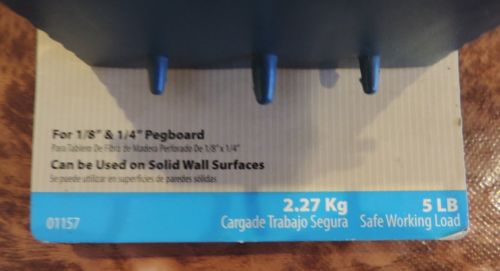 For 1/8" & 1/4" Pegboard
Para Tablero De Fibra de Madera Perforado De 1/8" x 1/4"
Can be Used on Solid Wall Surfaces
Se puede utilizar en superficies de paredes sólidas
2.27 Kg 5 LB
01157 Cargade Trabajo Segura Safe Working Load